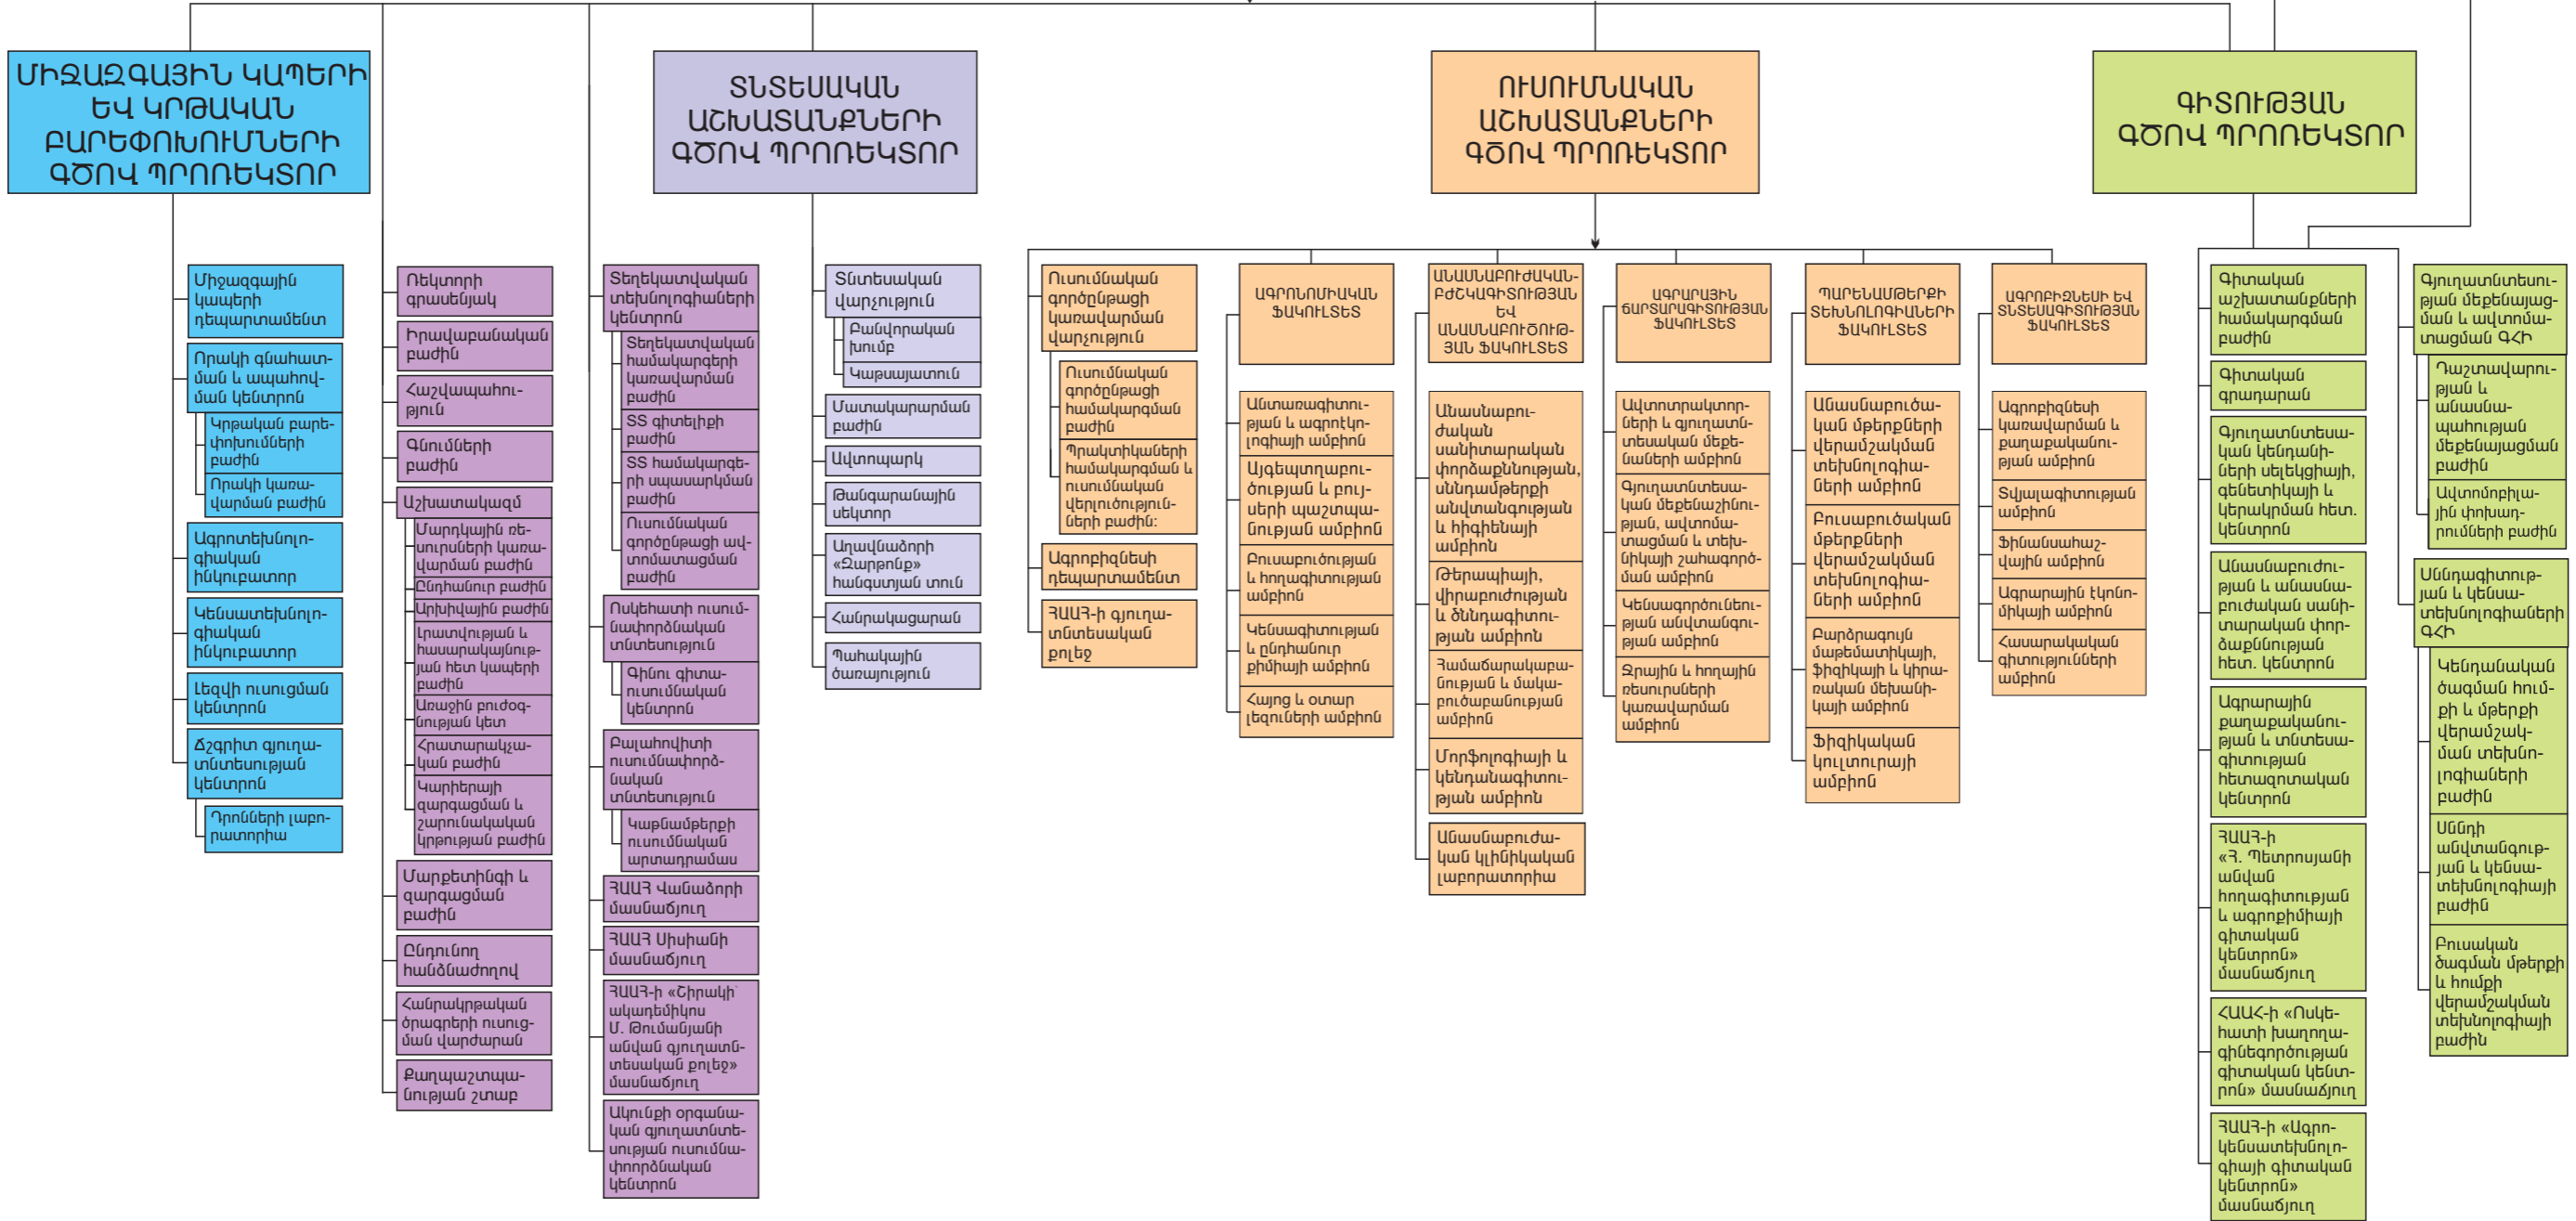 ՄԻՋԱԶԳԱՅԻՆ ԿԱՊԵՐԻ
ԵՎ ԿՐԹԱԿԱՆ
ԲԱՐԵՓՈԽՈՒՄՆԵՐԻ
ԳԾՈՎ ՊՐՈՌԵԿՏՈՐ
Միջազգային
կապերի
դեպարտամենտ
Որակի գնահատ-
ման և ապահով-
ման կենտրոն
Կրթական բարե-
փոխումների
բաժին
Որակի կառա-
վարման բաժին
Ագրոտեխնոլո-
գիական
ինկուբատոր
Կենսատեխնոլո-
գիական
ինկուբատոր
Լեզվի ուսուցման
կենտրոն
Ճշգրիտ գյուղա-
տնտեսության
կենտրոն
Դրոնների լաբո-
րատորիա
Ռեկտորի
գրասենյակ
Իրավաբանական
բաժին
Հաշվապահու-
թյուն
Գնումների
բաժին
Աշխատակազմ
Մարդկային ռե-
սուրսների կառա-
վարման բաժին
Ընդհանուր բաժին
Արխիվային բաժին
Լրատվության և
հասարակայնութ-
յան հետ կապերի
բաժին
Առաջին բուժօգ-
նության կետ
Հրատարակչա-
կան բաժին
Կարիերայի
զարգացման և
շարունակական
կրթության բաժին
Մարքետինգի և
զարգացման
բաժին
Ընդունող
հանձնաժողով
Հանրակրթական
ծրագրերի ուսուց-
ման վարժարան
Քաղպաշտպա-
նության շտաբ
Տեղեկատվական
տեխնոլոգիաների
կենտրոն
Տեղեկատվական
համակարգերի
կառավարման
բաժին
ՏՏ գիտելիքի
բաժին
ՏՏ համակարգե-
րի սպասարկման
բաժին
Ուսումնական
գործընթացի ավ-
տոմատացման
բաժին
Ոսկեհատի ուսում-
նափորձնական
տնտեսություն
Գինու գիտա-
ուսումնական
կենտրոն
Բալահովիտի
ուսումնափորձ-
նական
տնտեսություն
Կաթնամթերքի
ուսումնական
արտադրամաս
ՀԱԱՀ Վանաձորի
մասնաճյուղ
ՀԱԱՀ Սիսիանի
մասնաճյուղ
ՀԱԱՀ-ի «Շիրակի՝
ակադեմիկոս
Մ. Թումանյանի
անվան գյուղատն-
տեսական քոլեջ»
մասնաճյուղ
Ակունքի օրգանա-
կան գյուղատնտե-
սության ուսումնա-
փոորձնական
կենտրոն
ՏՆՏԵՍԱԿԱՆ
ԱՇԽԱՏԱՆՔՆԵՐԻ
ԳԾՈՎ ՊՐՈՌԵԿՏՈՐ
Տնտեսական
վարչություն
Բանվորական
խումբ
Կաթսայատուն
Մատակարարման
բաժին
Ավտոպարկ
Թանգարանային
սեկտոր
Աղավնաձորի
«Զարթոնք»
հանգստյան տուն
Հանրակացարան
Պահակային
ծառայություն
ՈՒՍՈՒՄՆԱԿԱՆ
ԱՇԽԱՏԱՆՔՆԵՐԻ
ԳԾՈՎ ՊՐՈՌԵԿՏՈՐ
Ուսումնական
գործընթացի
կառավարման
վարչություն
Ուսումնական
գործընթացի
համակարգման
բաժին
Պրակտիկաների
համակարգման և
ուսումնական
վերլուծություն-
ների բաժին:
Ագրոբիզնեսի
դեպարտամենտ
ՀԱԱՀ-ի գյուղա-
տնտեսական
քոլեջ
ԱԳՐՈՆՈՄԻԱԿԱՆ
ՖԱԿՈՒԼՏԵՏ
Անտառագիտու-
թյան և ագրոէկո-
լոգիայի ամբիոն
Այգեպտղաբու-
ծության և բույ-
սերի պաշտպա-
նության ամբիոն
Բուսաբուծության
և հողագիտության
ամբիոն
Կենսագիտության
և ընդհանուր
քիմիայի ամբիոն
Հայոց և օտար
լեզուների ամբիոն
ԱՆԱՍՆԱԲՈՒԺԱԿԱՆ-
ԲԺՇԿԱԳԻՏՈՒԹՅԱՆ
ԵՎ
ԱՆԱՍՆԱԲՈՒԾՈՒԹ-
ՅԱՆ ՖԱԿՈՒԼՏԵՏ
Անասնաբու-
ժական
սանիտարական
փորձաքննության,
սննդամթերքի
անվտանգության
և հիգիենայի
ամբիոն
Թերապիայի,
վիրաբուժության
և ծննդագիտու-
թյան ամբիոն
Համաճարակաբա-
նության և մակա-
բուծաբանության
ամբիոն
Մորֆոլոգիայի և
կենդանագիտու-
թյան ամբիոն
Անասնաբուժա-
կան կլինիկական
լաբորատորիա
ԱԳՐԱՐԱՅԻՆ
ՃԱՐՏԱՐԱԳԻՏՈՒԹՅԱՆ
ՖԱԿՈՒԼՏԵՏ
Ավտոտրակտոր-
ների և գյուղատն-
տեսական մեքե-
նաների ամբիոն
Գյուղատնտեսա-
կան մեքենաշինու-
թյան, ավտոմա-
տացման և տեխ-
նիկայի շահագործ-
ման ամբիոն
Կենսագործունեու-
թյան անվտանգու-
թյան ամբիոն
Ջրային և հողային
ռեսուրսների
կառավարման
ամբիոն
ՊԱՐԵՆԱՄԹԵՐՔԻ
ՏԵԽՆՈԼՈԳԻԱՆԵՐԻ
ՖԱԿՈՒԼՏԵՏ
Անասնաբուծա-
կան մթերքների
վերամշակման
տեխնոլոգիա-
ների ամբիոն
Բուսաբուծական
մթերքների
վերամշակման
տեխնոլոգիա-
ների ամբիոն
Բարձրագույն
մաթեմատիկայի,
ֆիզիկայի և կիրա-
ռական մեխանի-
կայի ամբիոն
Ֆիզիկական
կուլտուրայի
ամբիոն
ԱԳՐՈԲԻԶՆԵՍԻ ԵՎ
ՏՆՏԵՍԱԳԻՏՈՒԹՅԱՆ
ՖԱԿՈՒԼՏԵՏ
Ագրոբիզնեսի
կառավարման և
քաղաքականու-
թյան ամբիոն
Տվյալագիտության
ամբիոն
Ֆինանսահաշ-
վային ամբիոն
Ագրարային էկոնո-
միկայի ամբիոն
Հասարակական
գիտությունների
ամբիոն
ԳԻՏՈՒԹՅԱՆ
ԳԾՈՎ ՊՐՈՌԵԿՏՈՐ
Գիտական
աշխատանքների
համակարգման
բաժին
Գիտական
գրադարան
Գյուղատնտեսա-
կան կենդանի-
ների սելեկցիայի,
գենետիկայի և
կերակրման հետ.
կենտրոն
Անասնաբուժու-
թյան և անասնա-
բուժական սանի-
տարական փոր-
ձաքննության
հետ. կենտրոն
Ագրարային
քաղաքականու-
թյան և տնտեսա-
գիտության
հետազոտական
կենտրոն
ՀԱԱՀ-ի
«Հ. Պետրոսյանի
անվան
հողագիտության
և ագրոքիմիայի
գիտական
կենտրոն»
մասնաճյուղ
ՀԱԱՀ-ի «Ոսկե-
հատի խաղողա-
գինեգործության
գիտական կենտ-
րոն» մասնաճյուղ
ՀԱԱՀ-ի «Ագրո-
կենսատեխնոլո-
գիայի գիտական
կենտրոն»
մասնաճյուղ
Գյուղատնտեսու-
թյան մեքենայաց-
ման և ավտոմա-
տացման ԳՀԻ
Դաշտավարու-
թյան և
անասնա-
պահության
մեքենայացման
բաժին
Ավտոմոբիլա-
յին փոխադ-
րումների բաժին
Սննդագիտութ-
յան և կենսա-
տեխնոլոգիաների
ԳՀԻ
Կենդանական
ծագման հում-
քի և մթերքի
վերամշակ-
ման տեխնո-
լոգիաների
բաժին
Սննդի
անվտանգութ-
յան և կենսա-
տեխնոլոգիայի
բաժին
Բուսական
ծագման մթերքի
և հումքի
վերամշակման
տեխնոլոգիայի
բաժին